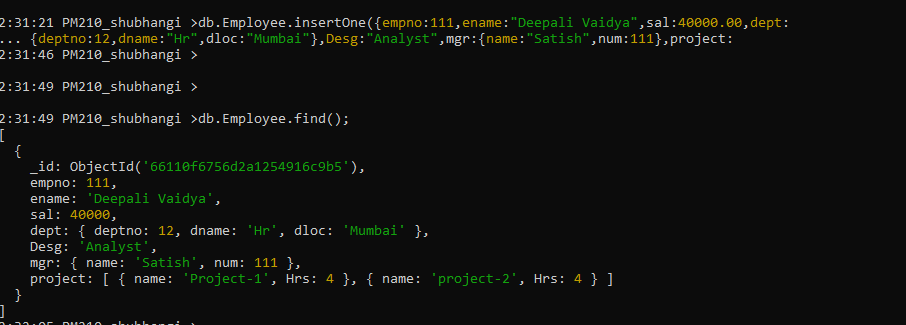 2:31:21 PM210_shubhangi >db.Employee.insertOne({empno:111,ename:"Deepali Vaidya",sal:40000.00,dept:
... {deptno:12,dname:"Hr",dloc:"Mumbai"},Desg:"Analyst",mgr:{name:"Satish",num:111},project:
2:31:46 PM210_shubhangi >
2:31:49 PM210_shubhangi >
2:31:49 PM210_shubhangi >db.Employee.find();
[
{
_id: ObjectId('66110f6756d2a1254916c9b5'),
empno: 111,
ename: 'Deepali Vaidya',
sal: 40000,
dept: { deptno: 12, dname: 'Hr', dloc: 'Mumbai' },
Desg: 'Analyst',
mgr: { name: 'Satish', num: 111 },
project: [ { name: 'Project-1', Hrs: 4 }, { name: 'project-2', Hrs: 4 } ]
}
]
2:32:05 PM210_shubhangi >